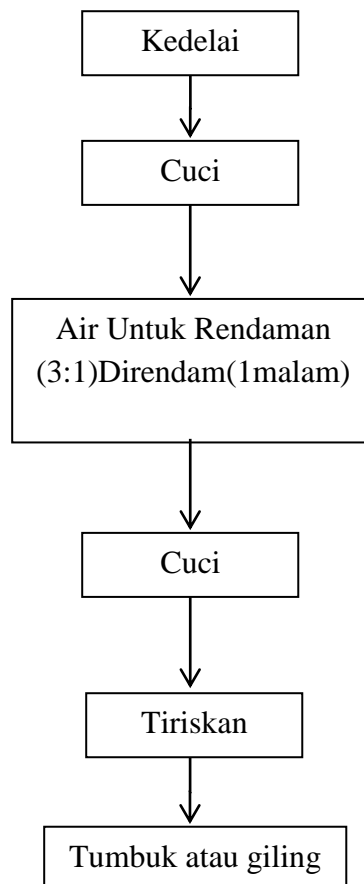 Kedelai
Cuci
Air Untuk Rendaman
(3:1)Direndam(1malam)
Cuci
Tiriskan
Tumbuk atau giling